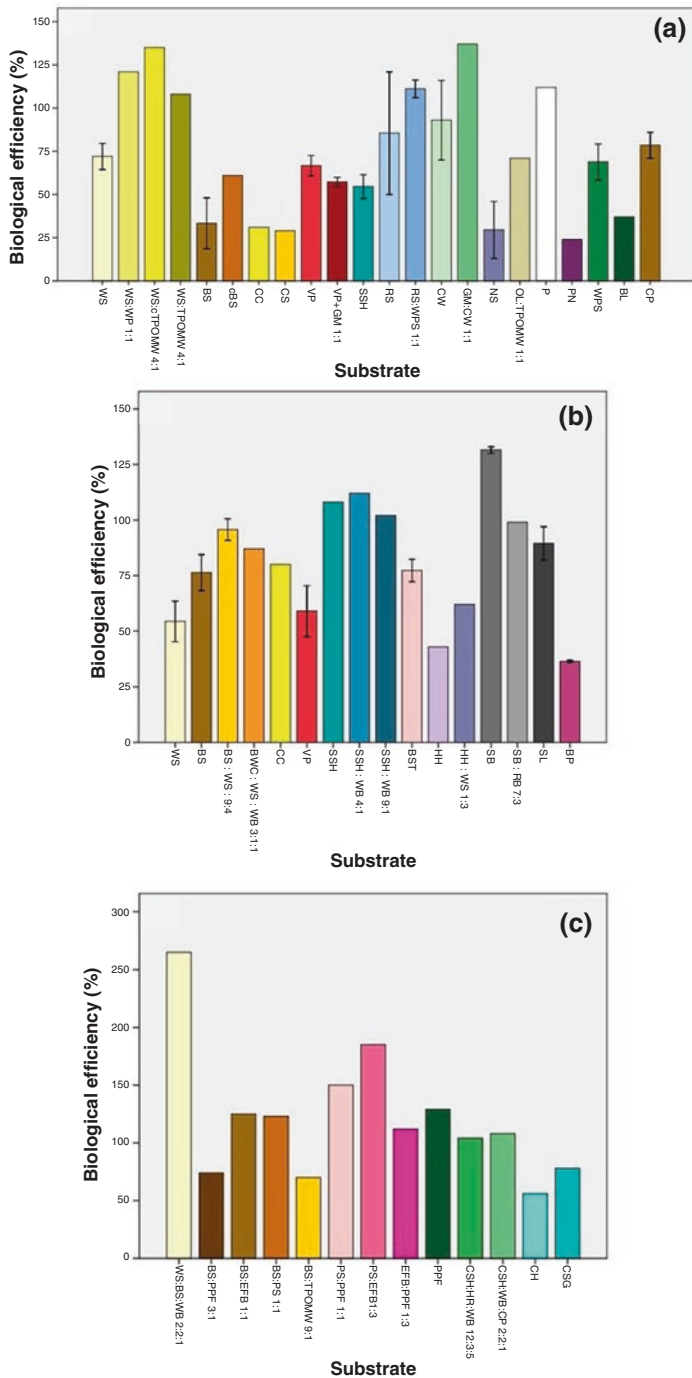 (a)
Biological efficiency (%)
150
125
100
75
50
25
0
WS
WS:WP 1:1
WS:cTPOMW 4:1
WS:TPOMW 4:1
BS
cBS
CC
CS
VP
VP+GM 1:1
SSH
RS
RS:WPS 1:1
CW
GM:CW 1:1
NS
OL:TPOMW 1:1
P
PN
WPS
BL
CP
Substrate
(b)
Biological efficiency (%)
150
125
100
75
50
25
0
WS
BS
BS : WS : 9:4
BWC : WS : WB 3:1:1
CC
VP
SSH
SSH : WB 4:1
SSH : WB 9:1
BST
HH
HH : WS 1:3
SB
SB : RB 7:3
SL
BP
Substrate
(c)
Biological efficiency (%)
300
250
200
150
100
50
0
WS:BS:WB 2:2:1
BS:PPF 3:1
BS:EFB 1:1
BS:PS 1:1
BS:TPOMW 9:1
PS:PPF 1:1
PS:EFB1:3
EFB:PPF 1:3
PPF
CSH:HR:WB 12:3:5
CSH:WB:CP 2:2:1
CH
CSG
Substrate